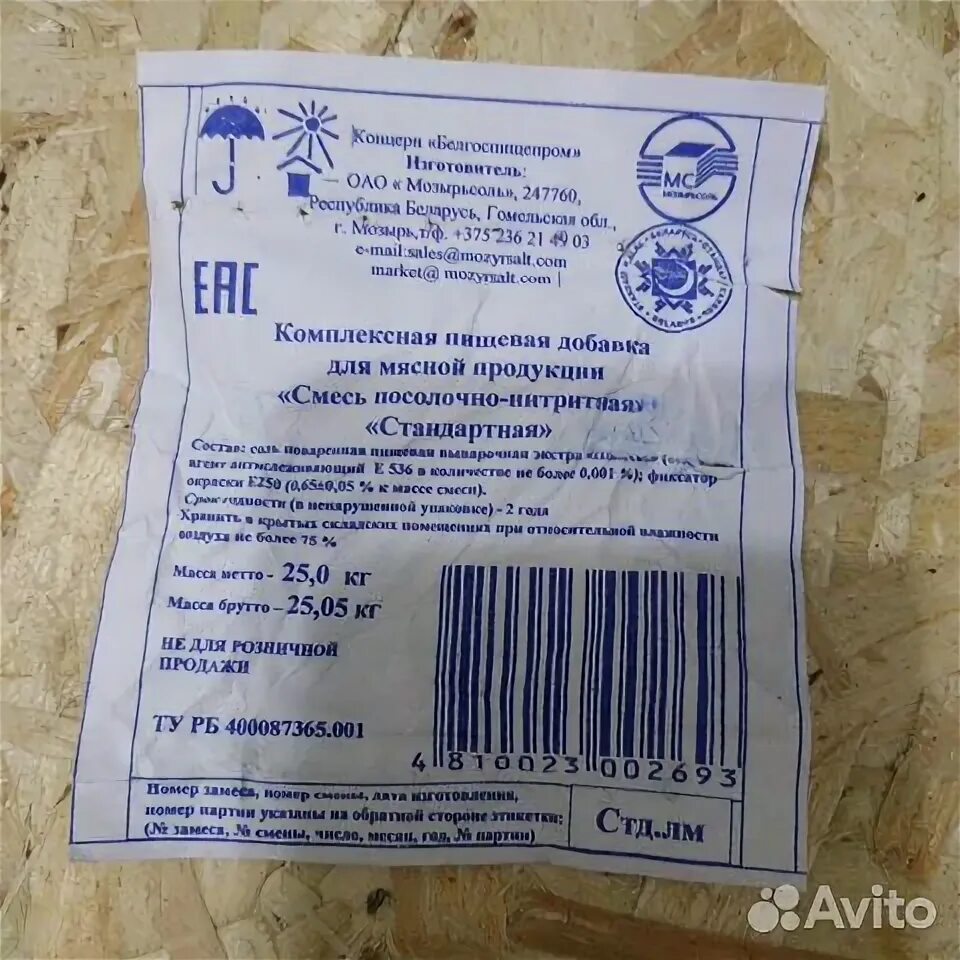 Концерн «Белгоспищепром»
Изготовитель:
ОАО « Мозырьсоль», 247760,
Республика Беларусь, Гомельская обл.,
г. Мозырь,т/ф. +375 236 21 49 03
e-mail:sales@mozyrsalt.com
market@ mozyrsalt.com
МС
МОЗЫРЬСОЛЬ
БЕЛАРУСЬ
EAC
Комплексная пищевая добавка
для мясной продукции
«Смесь посолочно-нитритная»
«Стандартная»
Состав: соль поваренная пищевая выварочная экстра
агент антислеживающий Е 536 в количестве не более 0,001 %); фиксатор
окраски Е250 (0,65±0,05 % к массе смеси).
Срок годности (в ненарушенной упаковке) - 2 года
Хранить в крытых складских помещениях при относительной влажности
воздуха не более 75 %
Масса нетто - 25,0 кг
Масса брутто – 25,05 кг
НЕ ДЛЯ РОЗНИЧНОЙ
ПРОДАЖИ
ТУ РБ 400087365.001
4 810023 002693
Номер замеса, номер смены, дата изготовления,
номер партии указаны на обратной стороне этикетки:
(№ замеса, № смены, число, месяц, год, № партии)
Стд.лм
Avito